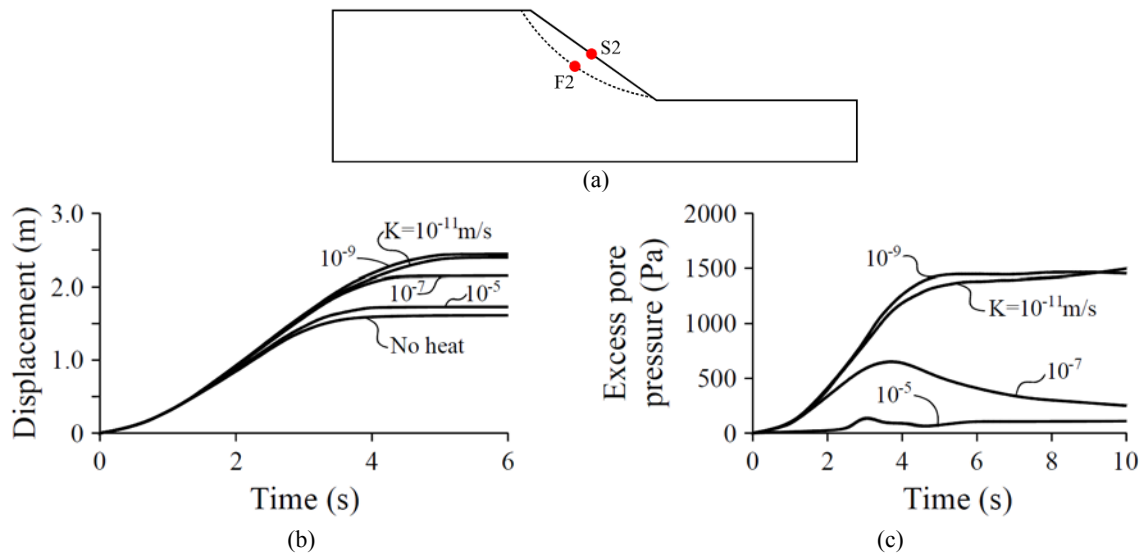 S2
F2
(a)
Displacement (m)
3.0
2.0
1.0
0
0
2
4
6
Time (s)
K=10⁻¹¹m/s
10⁻⁹
10⁻⁷
10⁻⁵
No heat
(b)
Excess pore
pressure (Pa)
2000
1500
1000
500
0
0
2
4
6
8
10
Time (s)
10⁻⁹
K=10⁻¹¹m/s
10⁻⁷
10⁻⁵
(c)